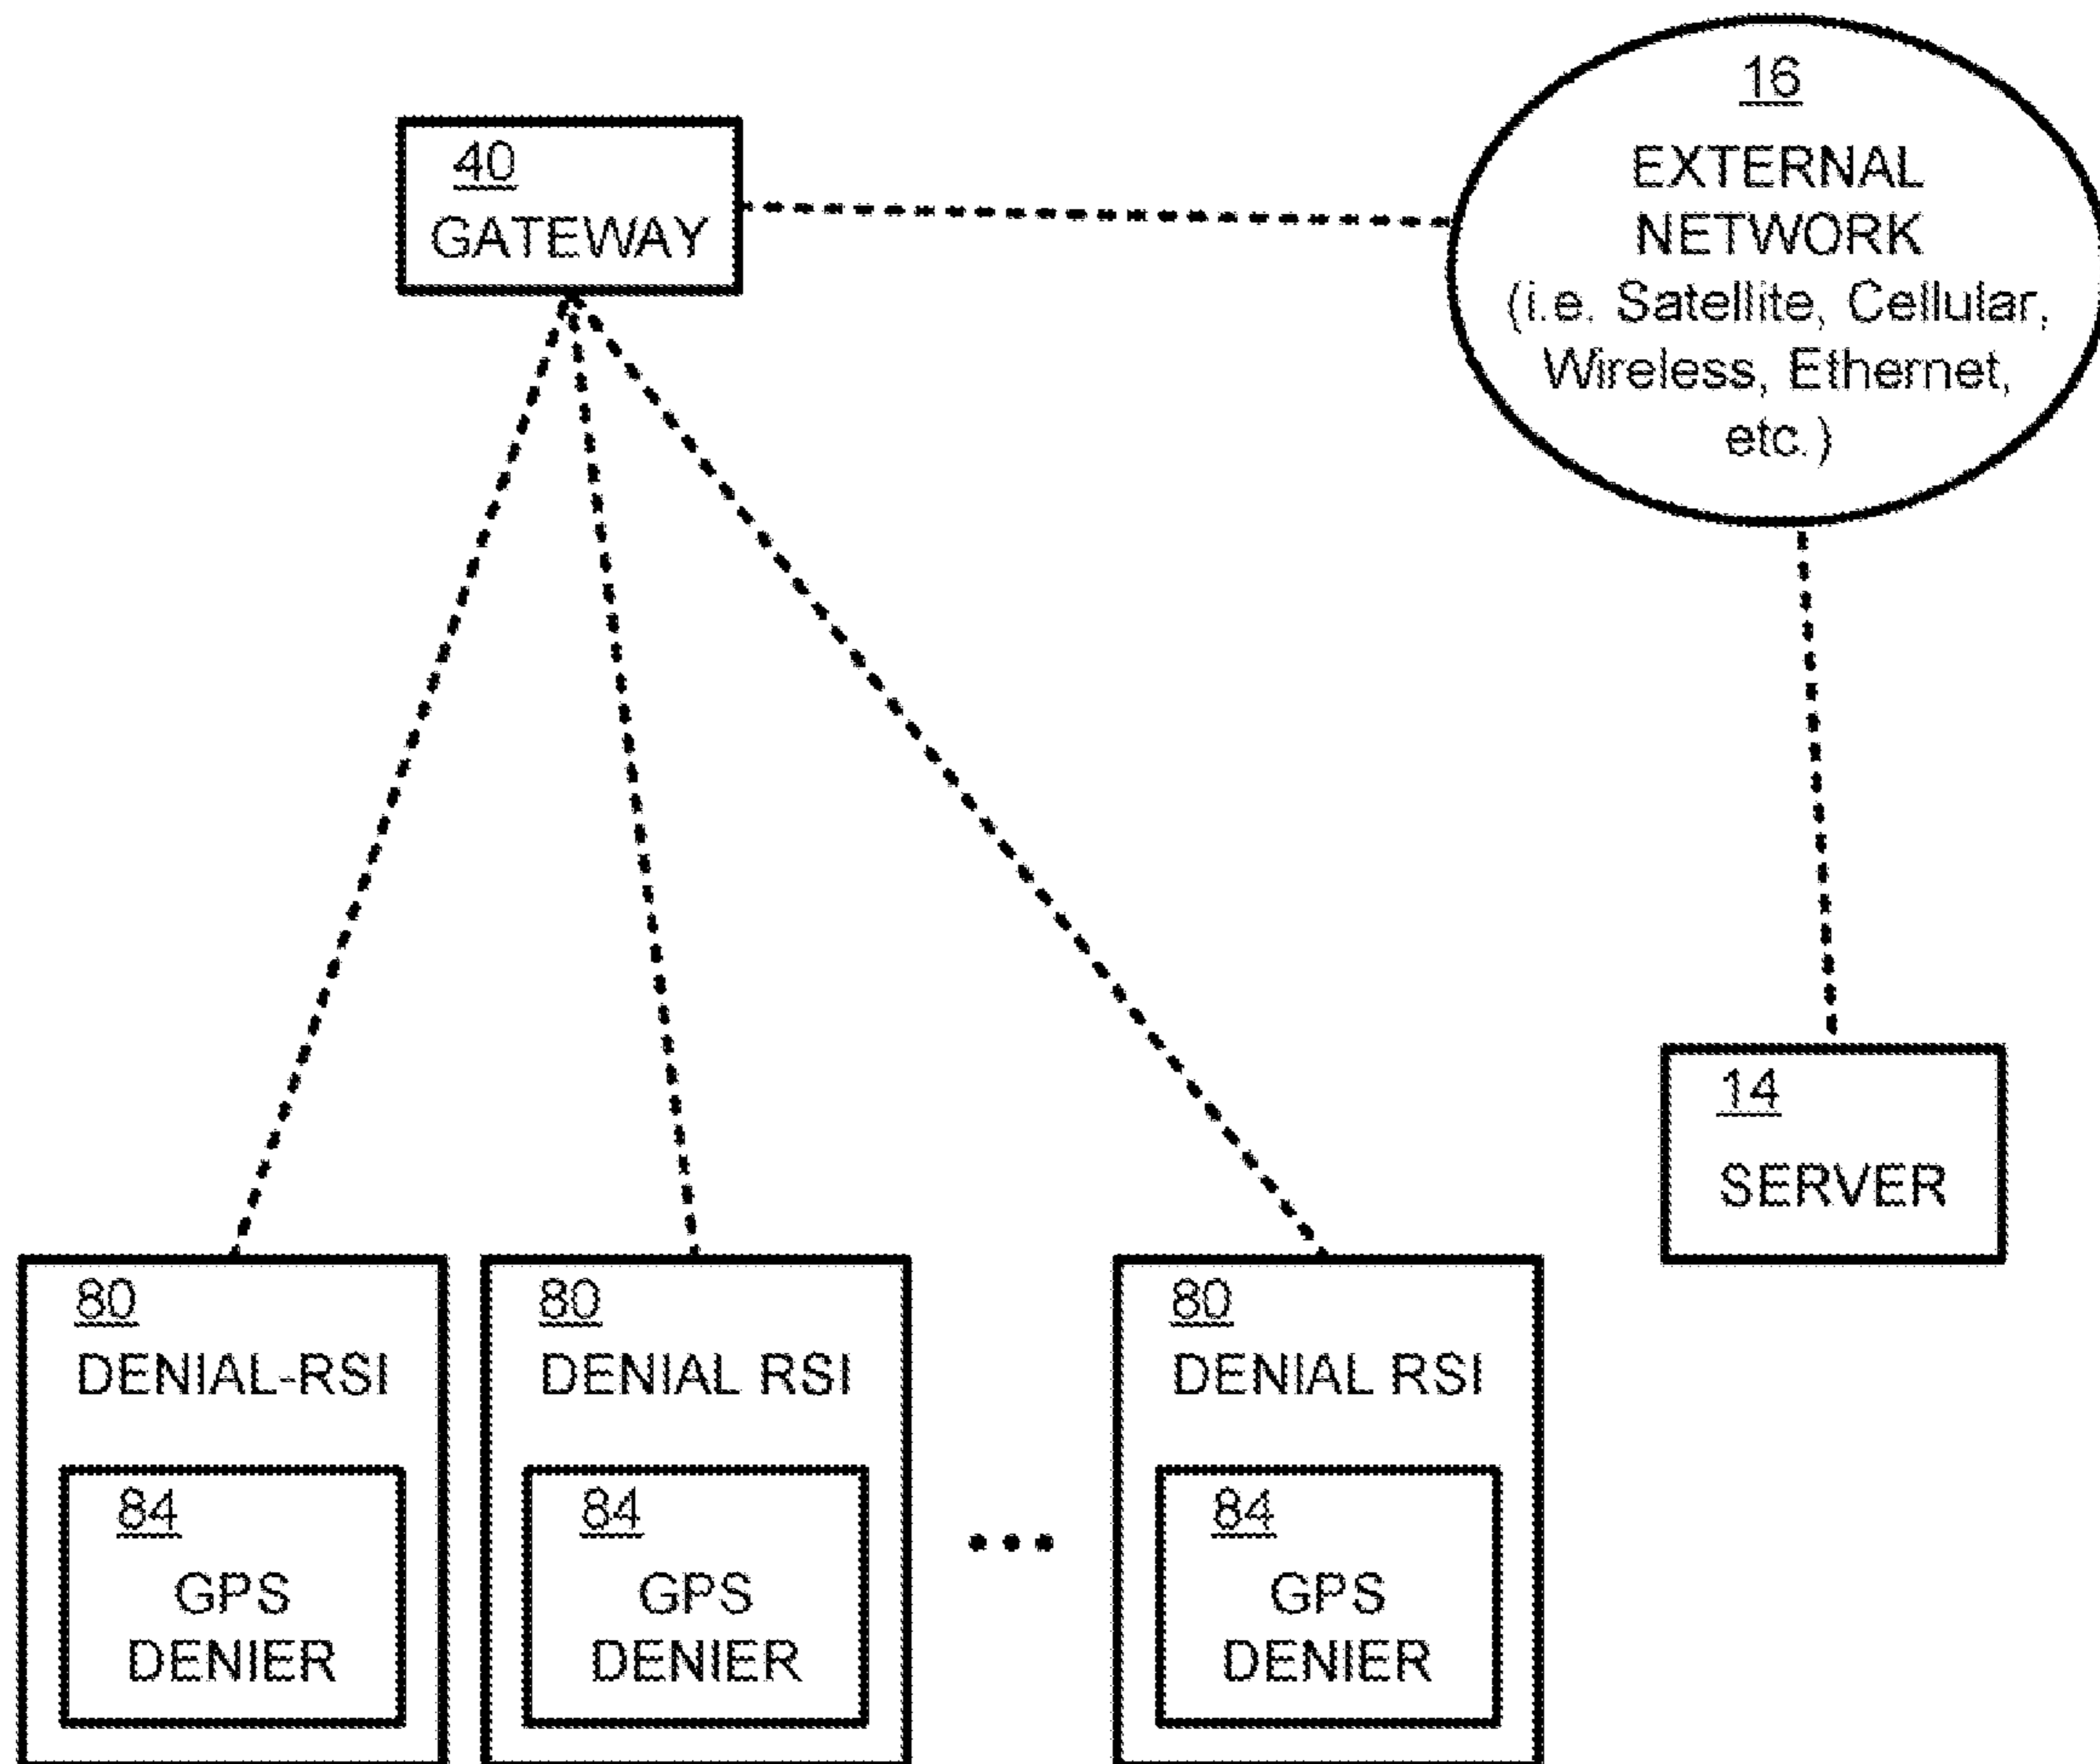 40
GATEWAY
16
EXTERNAL
NETWORK
(i.e. Satellite, Cellular,
Wireless, Ethernet,
etc.)
14
SERVER
80
DENIAL-RSI
84
GPS
DENIER
80
DENIAL RSI
84
GPS
DENIER
...
80
DENIAL RSI
84
GPS
DENIER